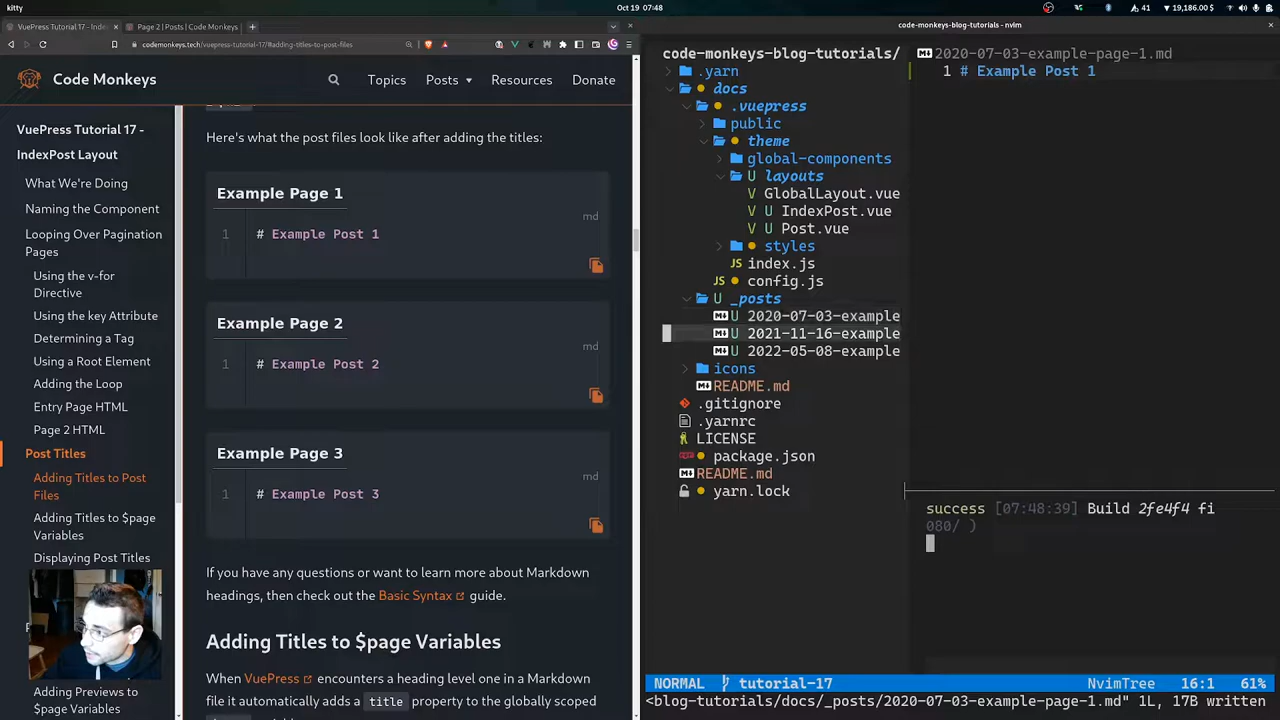 kitty
Oct 19 07:48
41
19,186.00 $
VuePress Tutorial 17 - Inde
Page 2 | Posts | Code Monkeys
codemonkeys.tech/vuepress-tutorial-17/#adding-titles-to-post-files
Code Monkeys
Topics
Posts
Resources
Donate
VuePress Tutorial 17 -
IndexPost Layout
What We're Doing
Naming the Component
Looping Over Pagination
Pages
Using the v-for
Directive
Using the key Attribute
Determining a Tag
Using a Root Element
Adding the Loop
Entry Page HTML
Page 2 HTML
Post Titles
Adding Titles to Post
Files
Adding Titles to $page
Variables
Displaying Post Titles
Adding Previews to
$page Variables
Here's what the post files look like after adding the titles:
Example Page 1
md
1 # Example Post 1
Example Page 2
md
1 # Example Post 2
Example Page 3
md
1 # Example Post 3
If you have any questions or want to learn more about Markdown
headings, then check out the Basic Syntax guide.
Adding Titles to $page Variables
When VuePress encounters a heading level one in a Markdown
file it automatically adds a title property to the globally scoped
code-monkeys-blog-tutorials - nvim
code-monkeys-blog-tutorials/
.yarn
docs
.vuepress
public
theme
global-components
U layouts
V GlobalLayout.vue
V U IndexPost.vue
V U Post.vue
styles
index.js
config.js
U _posts
U 2020-07-03-example
U 2021-11-16-example
U 2022-05-08-example
icons
README.md
.gitignore
.yarnrc
LICENSE
package.json
README.md
yarn.lock
2020-07-03-example-page-1.md
1 # Example Post 1
success [07:48:39] Build 2fe4f4 fi
080/ )
NORMAL tutorial-17 NvimTree 16:1 61%
<blog-tutorials/docs/_posts/2020-07-03-example-page-1.md" 1L, 17B written